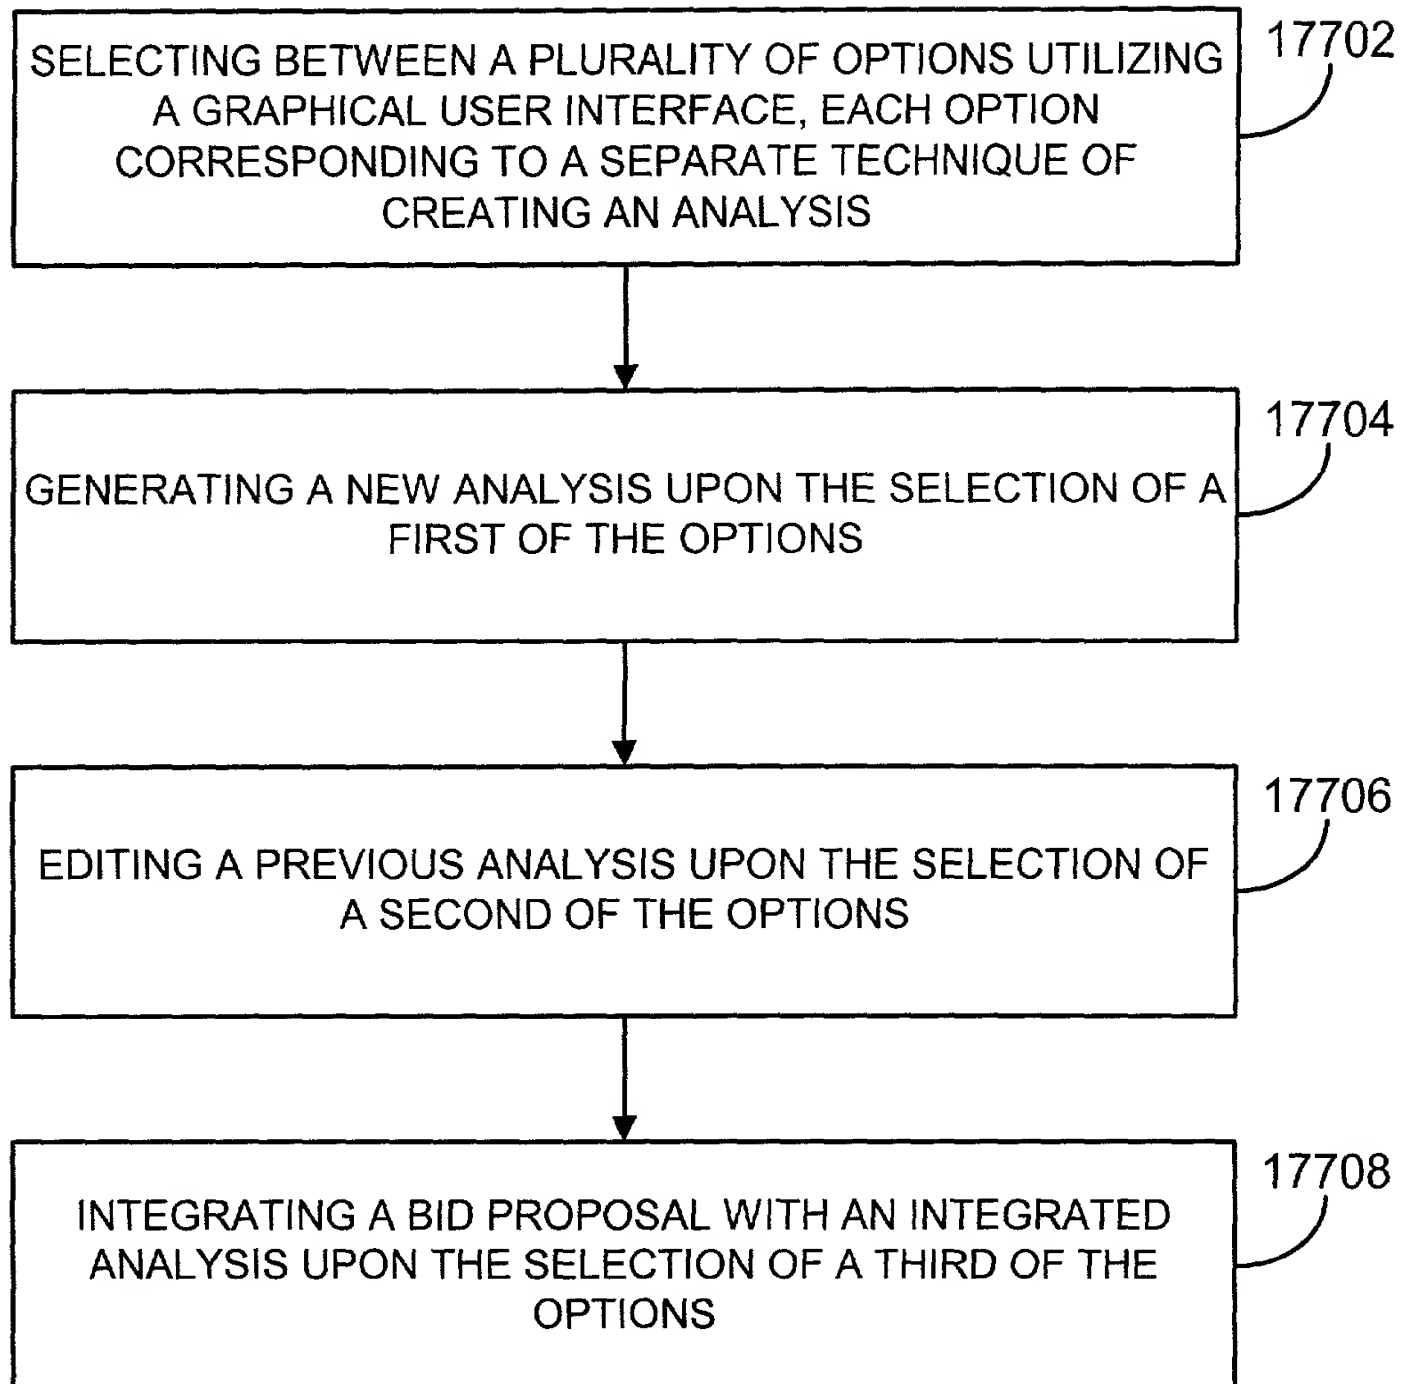 SELECTING BETWEEN A PLURALITY OF OPTIONS UTILIZING
A GRAPHICAL USER INTERFACE, EACH OPTION
CORRESPONDING TO A SEPARATE TECHNIQUE OF
CREATING AN ANALYSIS
17702
GENERATING A NEW ANALYSIS UPON THE SELECTION OF A
FIRST OF THE OPTIONS
17704
EDITING A PREVIOUS ANALYSIS UPON THE SELECTION OF
A SECOND OF THE OPTIONS
17706
INTEGRATING A BID PROPOSAL WITH AN INTEGRATED
ANALYSIS UPON THE SELECTION OF A THIRD OF THE
OPTIONS
17708